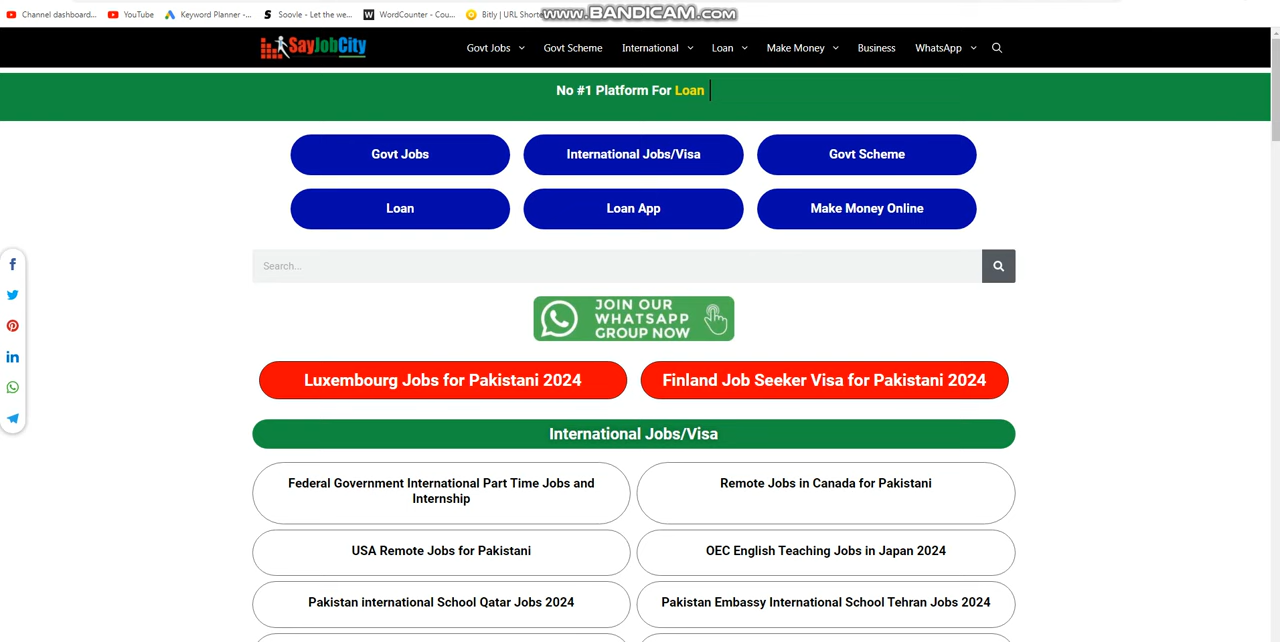 Channel dashboard...
YouTube
Keyword Planner -...
Soovle - Let the we...
WordCounter - Cou...
Bitly | URL Shorte
www.BANDICAM.com
SayJobCity
Govt Jobs
Govt Scheme
International
Loan
Make Money
Business
WhatsApp
No #1 Platform For Loan
Govt Jobs
International Jobs/Visa
Govt Scheme
Loan
Loan App
Make Money Online
Search...
JOIN OUR
WHATSAPP
GROUP NOW
Luxembourg Jobs for Pakistani 2024
Finland Job Seeker Visa for Pakistani 2024
International Jobs/Visa
Federal Government International Part Time Jobs and
Internship
Remote Jobs in Canada for Pakistani
USA Remote Jobs for Pakistani
OEC English Teaching Jobs in Japan 2024
Pakistan international School Qatar Jobs 2024
Pakistan Embassy International School Tehran Jobs 2024